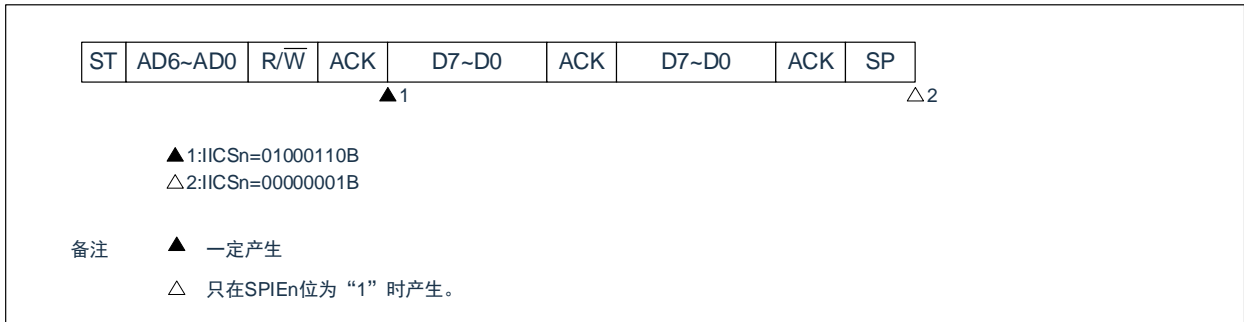 ST AD6~AD0 R/W̅ ACK D7~D0 ACK D7~D0 ACK SP
▲1 △2
▲1:IICSn=01000110B
△2:IICSn=00000001B
备注 ▲ 一定产生
△ 只在SPIEn位为“1”时产生。